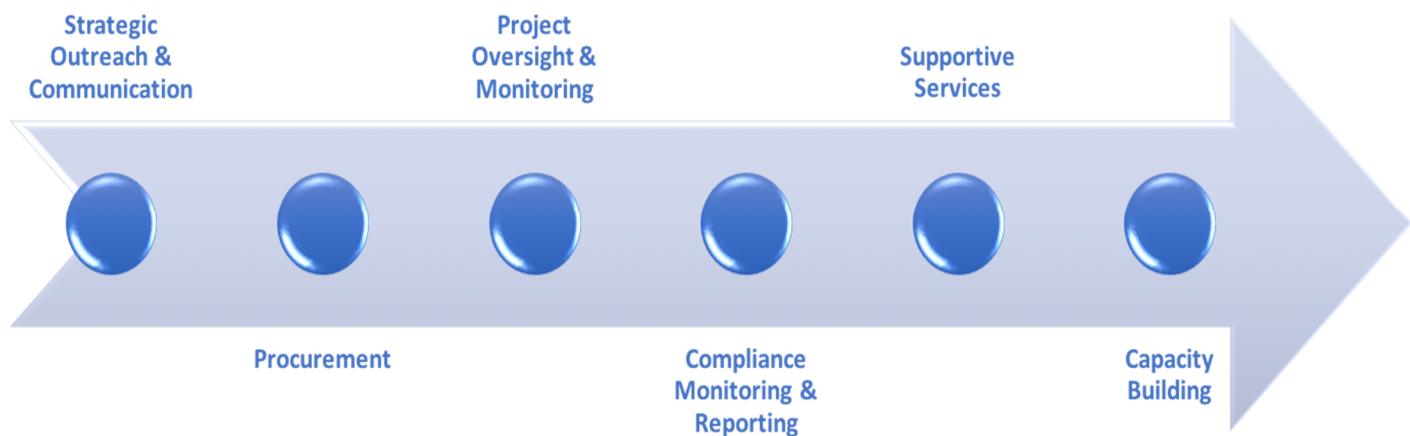 Strategic
Outreach &
Communication
Procurement
Project
Oversight &
Monitoring
Compliance
Monitoring &
Reporting
Supportive
Services
Capacity
Building